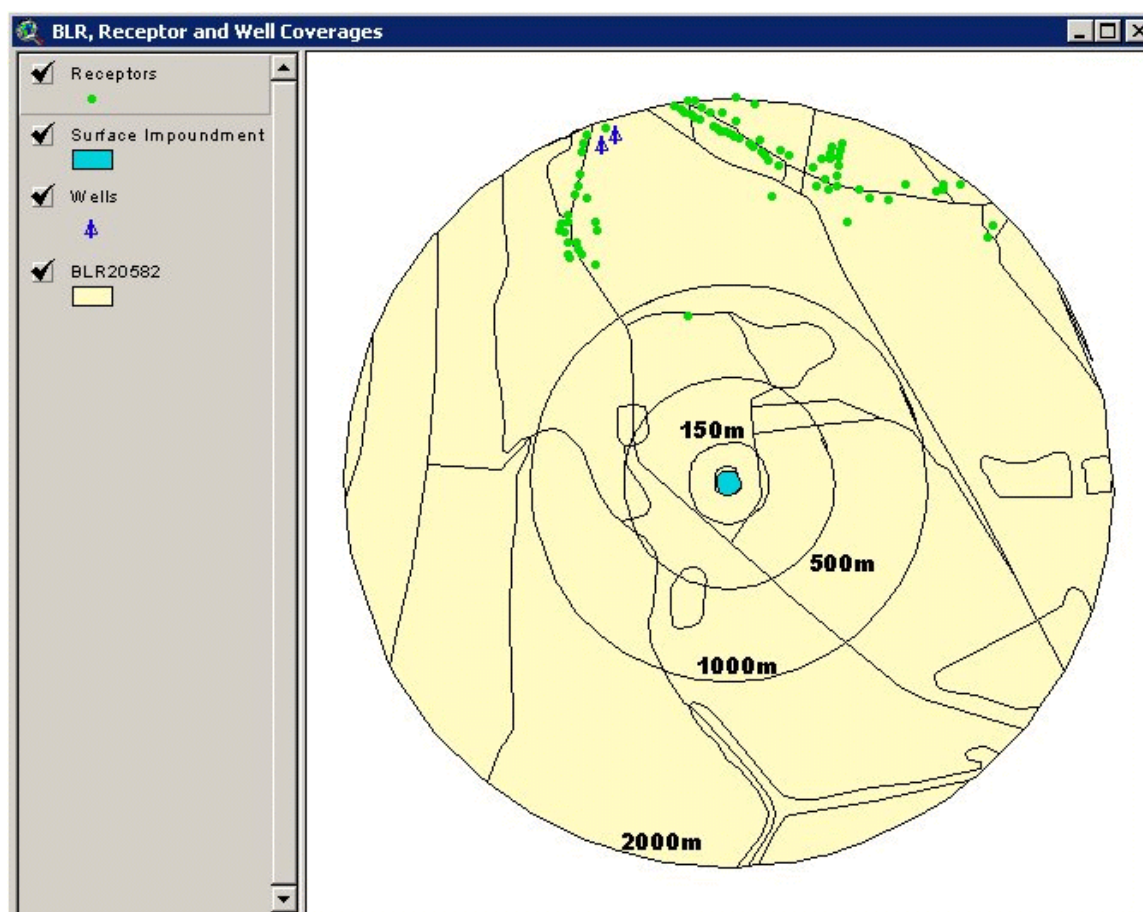 BLR, Receptor and Well Coverages
Receptors
Surface Impoundment
Wells
BLR20582
150m
500m
1000m
2000m